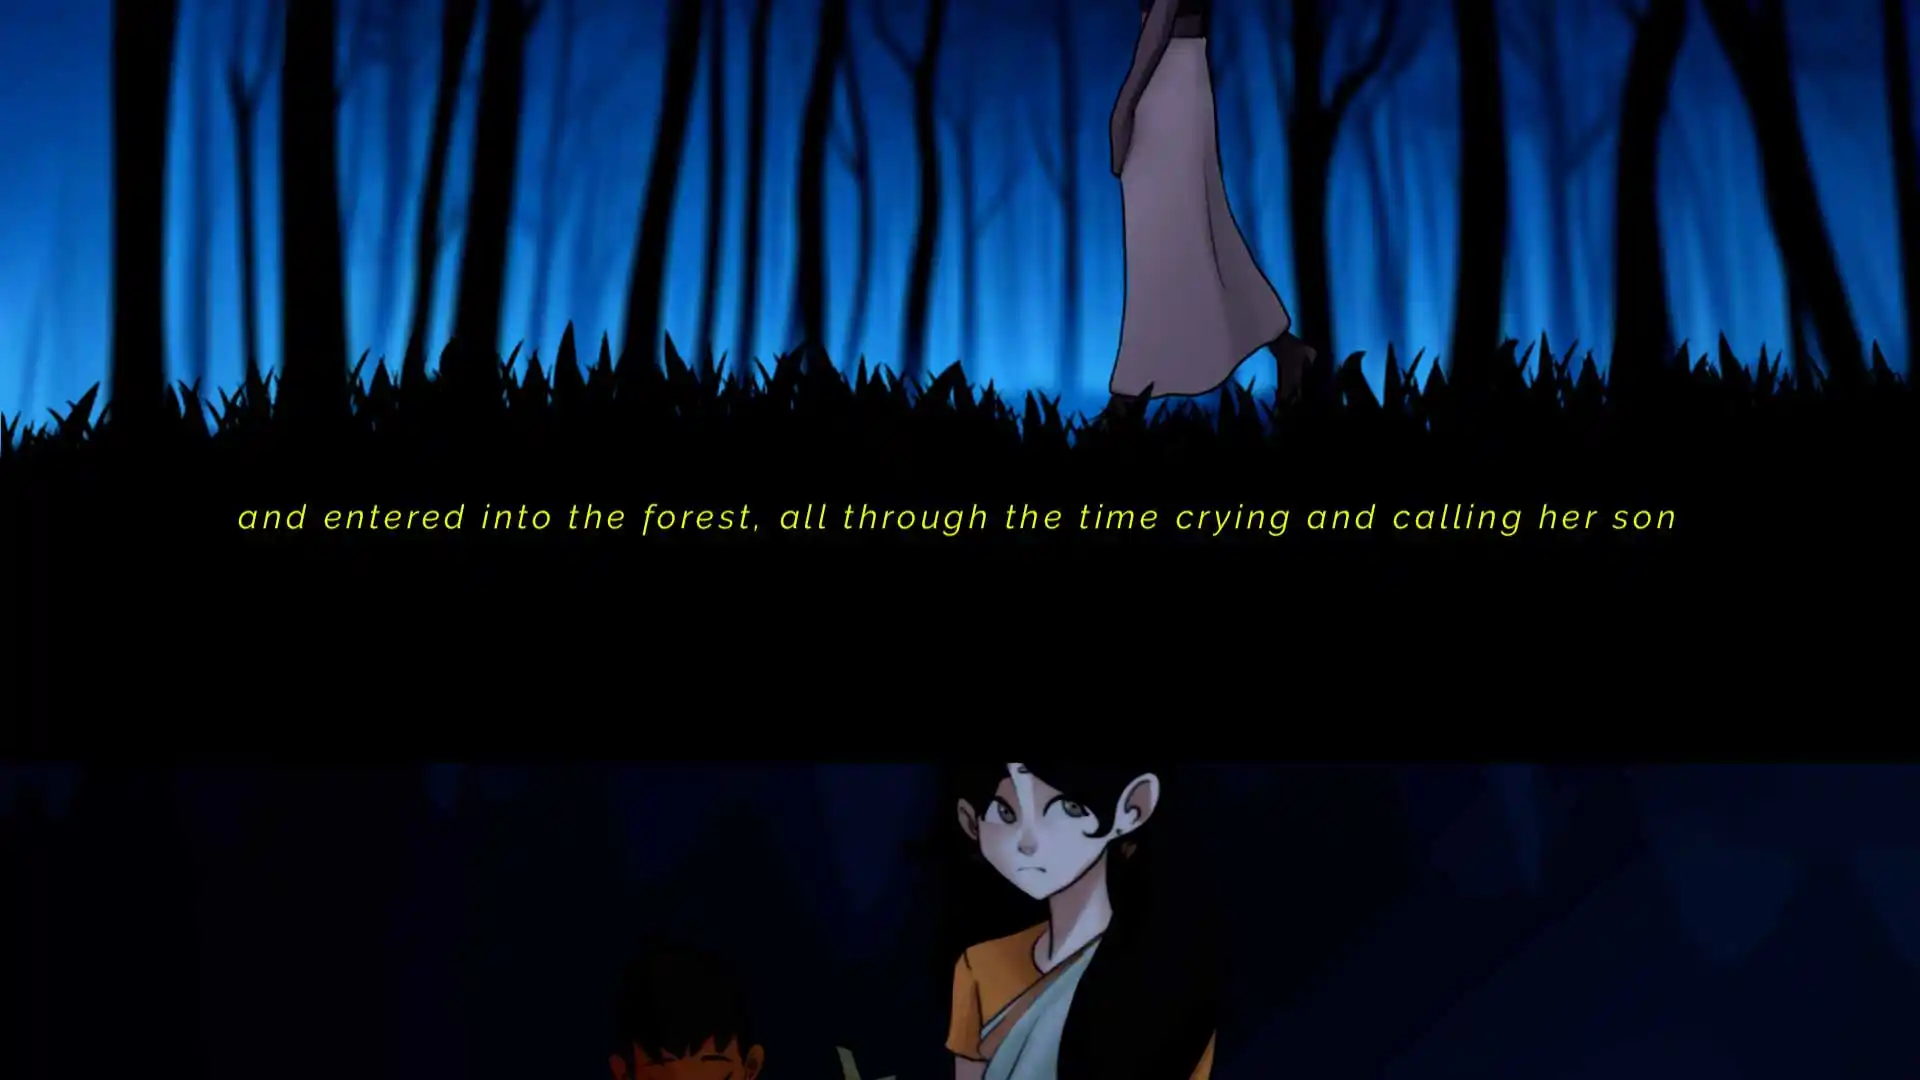 and entered into the forest, all through the time crying and calling her son